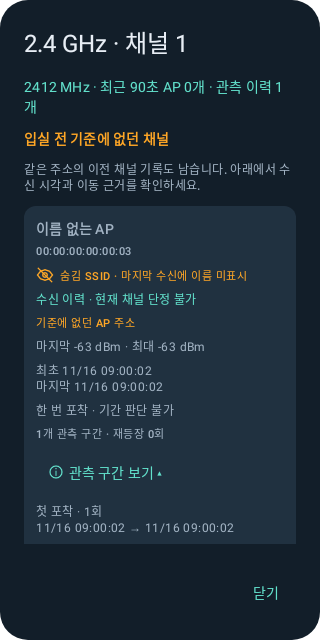 2.4 GHz · 채널 1
2412 MHz · 최근 90초 AP 0개 · 관측 이력 1
개
입실 전 기준에 없던 채널
같은 주소의 이전 채널 기록도 남습니다. 아래에서 수
신 시각과 이동 근거를 확인하세요.
이름 없는 AP
00:00:00:00:00:03
숨김 SSID · 마지막 수신에 이름 미표시
수신 이력 · 현재 채널 단정 불가
기준에 없던 AP 주소
마지막 -63 dBm · 최대 -63 dBm
최초 11/16 09:00:02
마지막 11/16 09:00:02
한 번 포착 · 기간 판단 불가
1개 관측 구간 · 재등장 0회
관측 구간 보기 ▴
첫 포착 · 1회
11/16 09:00:02 → 11/16 09:00:02
닫기